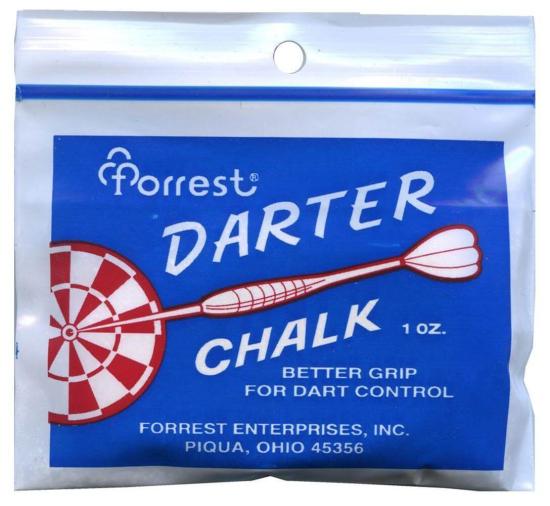 Forrest®
DARTER
CHALK 1 OZ.
BETTER GRIP
FOR DART CONTROL
FORREST ENTERPRISES, INC.
PIQUA, OHIO 45356